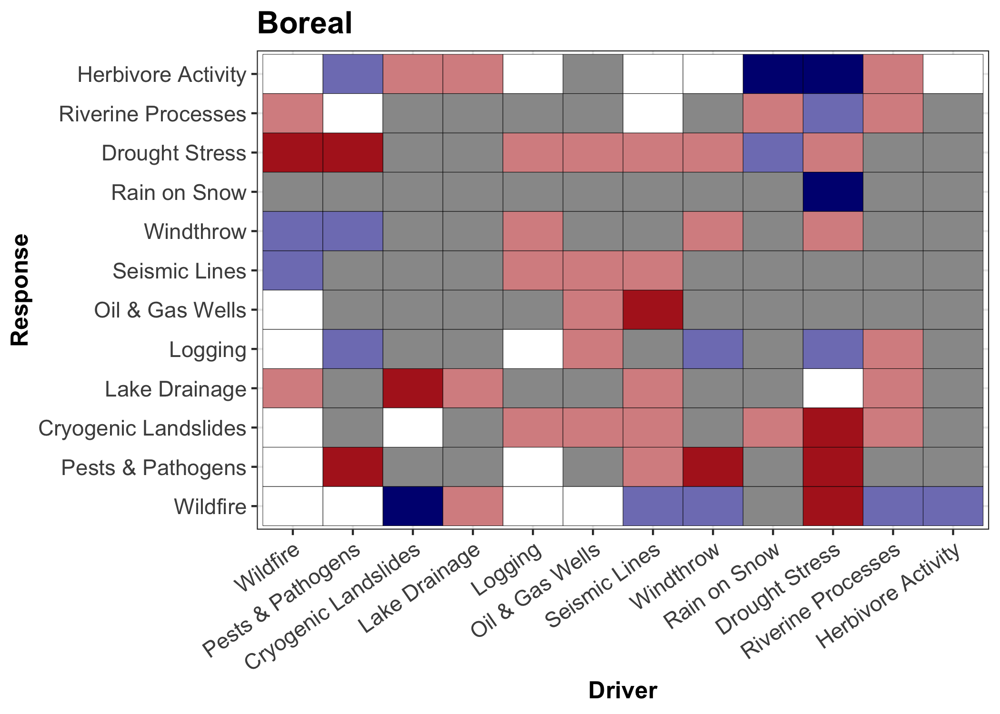 Boreal
Response
Herbivore Activity
Riverine Processes
Drought Stress
Rain on Snow
Windthrow
Seismic Lines
Oil & Gas Wells
Logging
Lake Drainage
Cryogenic Landslides
Pests & Pathogens
Wildfire
Wildfire
Pests & Pathogens
Cryogenic Landslides
Lake Drainage
Logging
Oil & Gas Wells
Seismic Lines
Windthrow
Rain on Snow
Drought Stress
Riverine Processes
Herbivore Activity
Driver